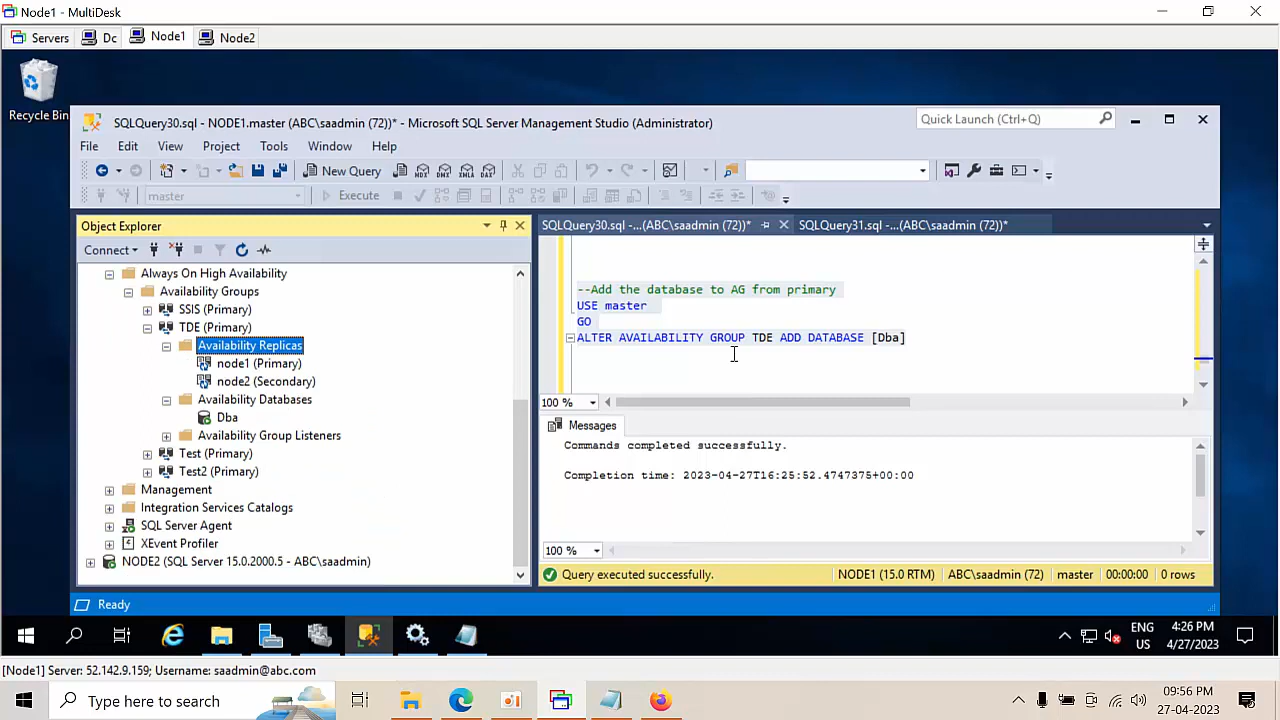 Node1 - MultiDesk
Servers Dc Node1 Node2
Recycle Bin
SQLQuery30.sql - NODE1.master (ABC\saadmin (72))* - Microsoft SQL Server Management Studio (Administrator)
Quick Launch (Ctrl+Q)
File Edit View Project Tools Window Help
New Query
MDX DMX XMLA DAX
master
Execute
Object Explorer
SQLQuery30.sql -...(ABC\saadmin (72))* SQLQuery31.sql -...(ABC\saadmin (72))*
Connect
Always On High Availability
Availability Groups
SSIS (Primary)
TDE (Primary)
Availability Replicas
node1 (Primary)
node2 (Secondary)
Availability Databases
Dba
Availability Group Listeners
Test (Primary)
Test2 (Primary)
Management
Integration Services Catalogs
SQL Server Agent
XEvent Profiler
NODE2 (SQL Server 15.0.2000.5 - ABC\saadmin)
--Add the database to AG from primary
USE master
GO
ALTER AVAILABILITY GROUP TDE ADD DATABASE [Dba]
100 %
Messages
Commands completed successfully.
Completion time: 2023-04-27T16:25:52.4747375+00:00
100 %
Query executed successfully. NODE1 (15.0 RTM) ABC\saadmin (72) master 00:00:00 0 rows
Ready
ENG
US
4:26 PM
4/27/2023
[Node1] Server: 52.142.9.159; Username: saadmin@abc.com
Type here to search
09:56 PM
27-04-2023